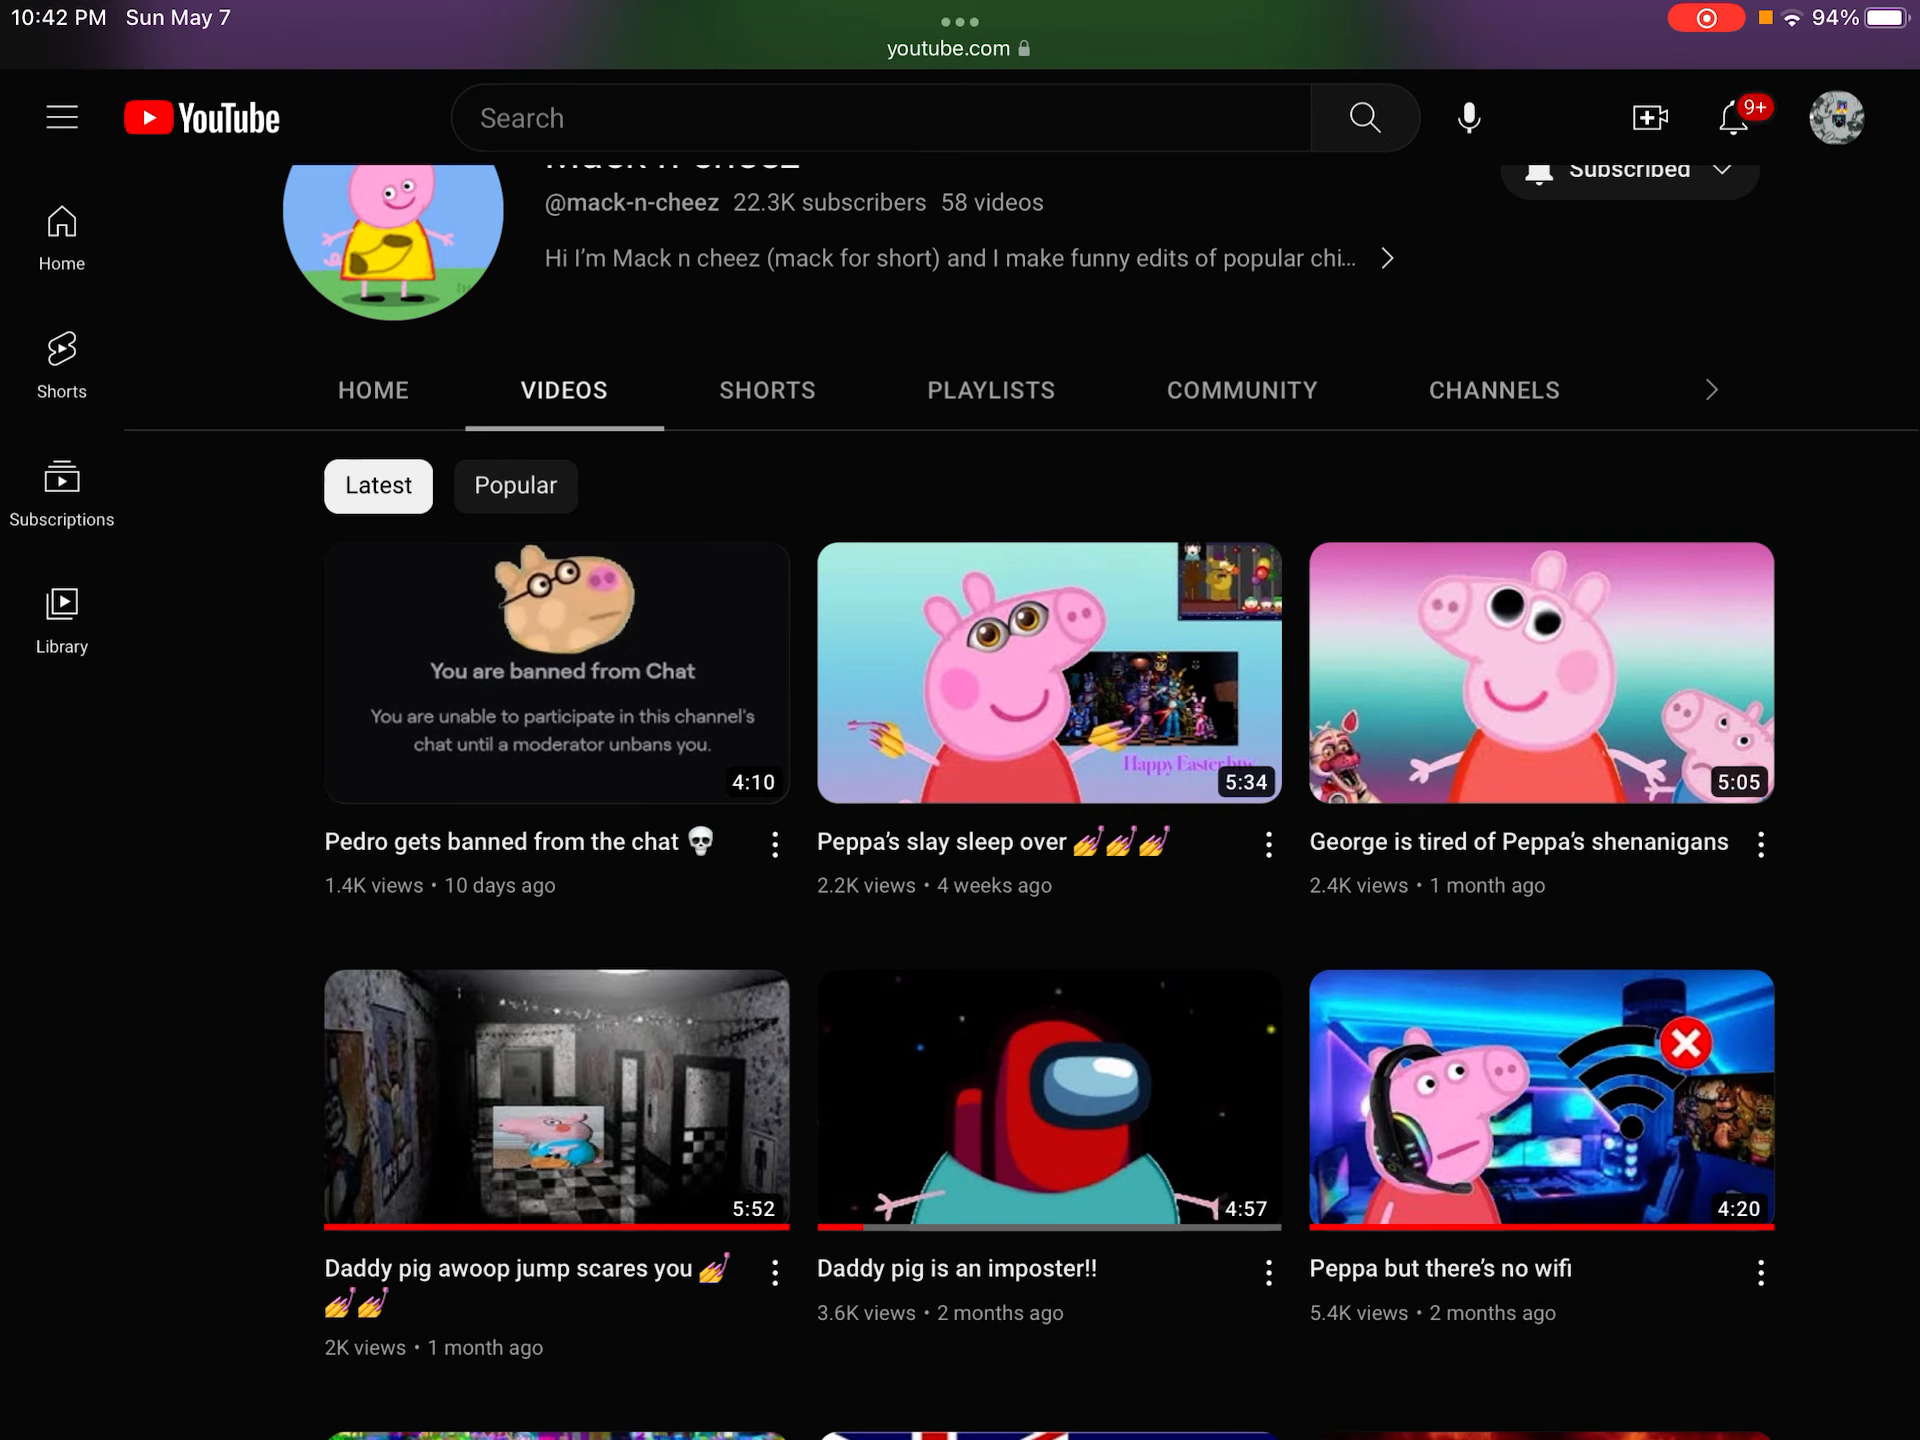 10:42 PM Sun May 7
94%
youtube.com
YouTube
Search
9+
Mack n cheez
Subscribed
@mack-n-cheez 22.3K subscribers 58 videos
Hi I’m Mack n cheez (mack for short) and I make funny edits of popular chi...
Home
Shorts
Subscriptions
Library
HOME VIDEOS SHORTS PLAYLISTS COMMUNITY CHANNELS
Latest Popular
You are banned from Chat
You are unable to participate in this channel's
chat until a moderator unbans you.
4:10
Happy Easter btw
5:34
5:05
Pedro gets banned from the chat 💀
1.4K views • 10 days ago
Peppa’s slay sleep over 💅💅💅
2.2K views • 4 weeks ago
George is tired of Peppa’s shenanigans
2.4K views • 1 month ago
5:52
4:57
4:20
Daddy pig awoop jump scares you 💅
💅💅
2K views • 1 month ago
Daddy pig is an imposter!!
3.6K views • 2 months ago
Peppa but there’s no wifi
5.4K views • 2 months ago